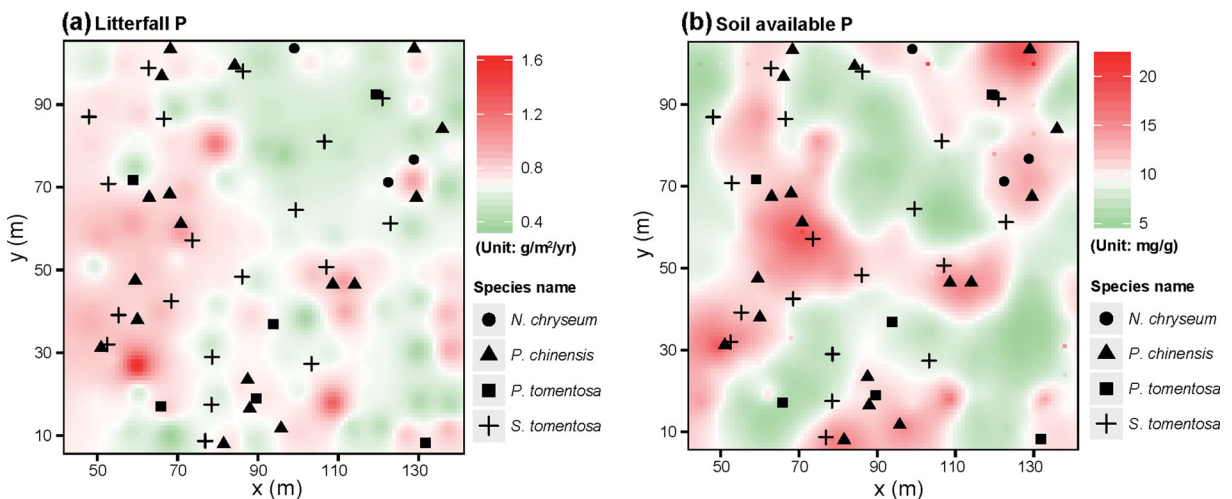 (a) Litterfall P
y (m)
90
70
50
30
10
50 70 90 110 130
x (m)
1.6
1.2
0.8
0.4
(Unit: g/m²/yr)
Species name
N. chryseum
P. chinensis
P. tomentosa
S. tomentosa
(b) Soil available P
y (m)
90
70
50
30
10
50 70 90 110 130
x (m)
20
15
10
5
(Unit: mg/g)
Species name
N. chryseum
P. chinensis
P. tomentosa
S. tomentosa